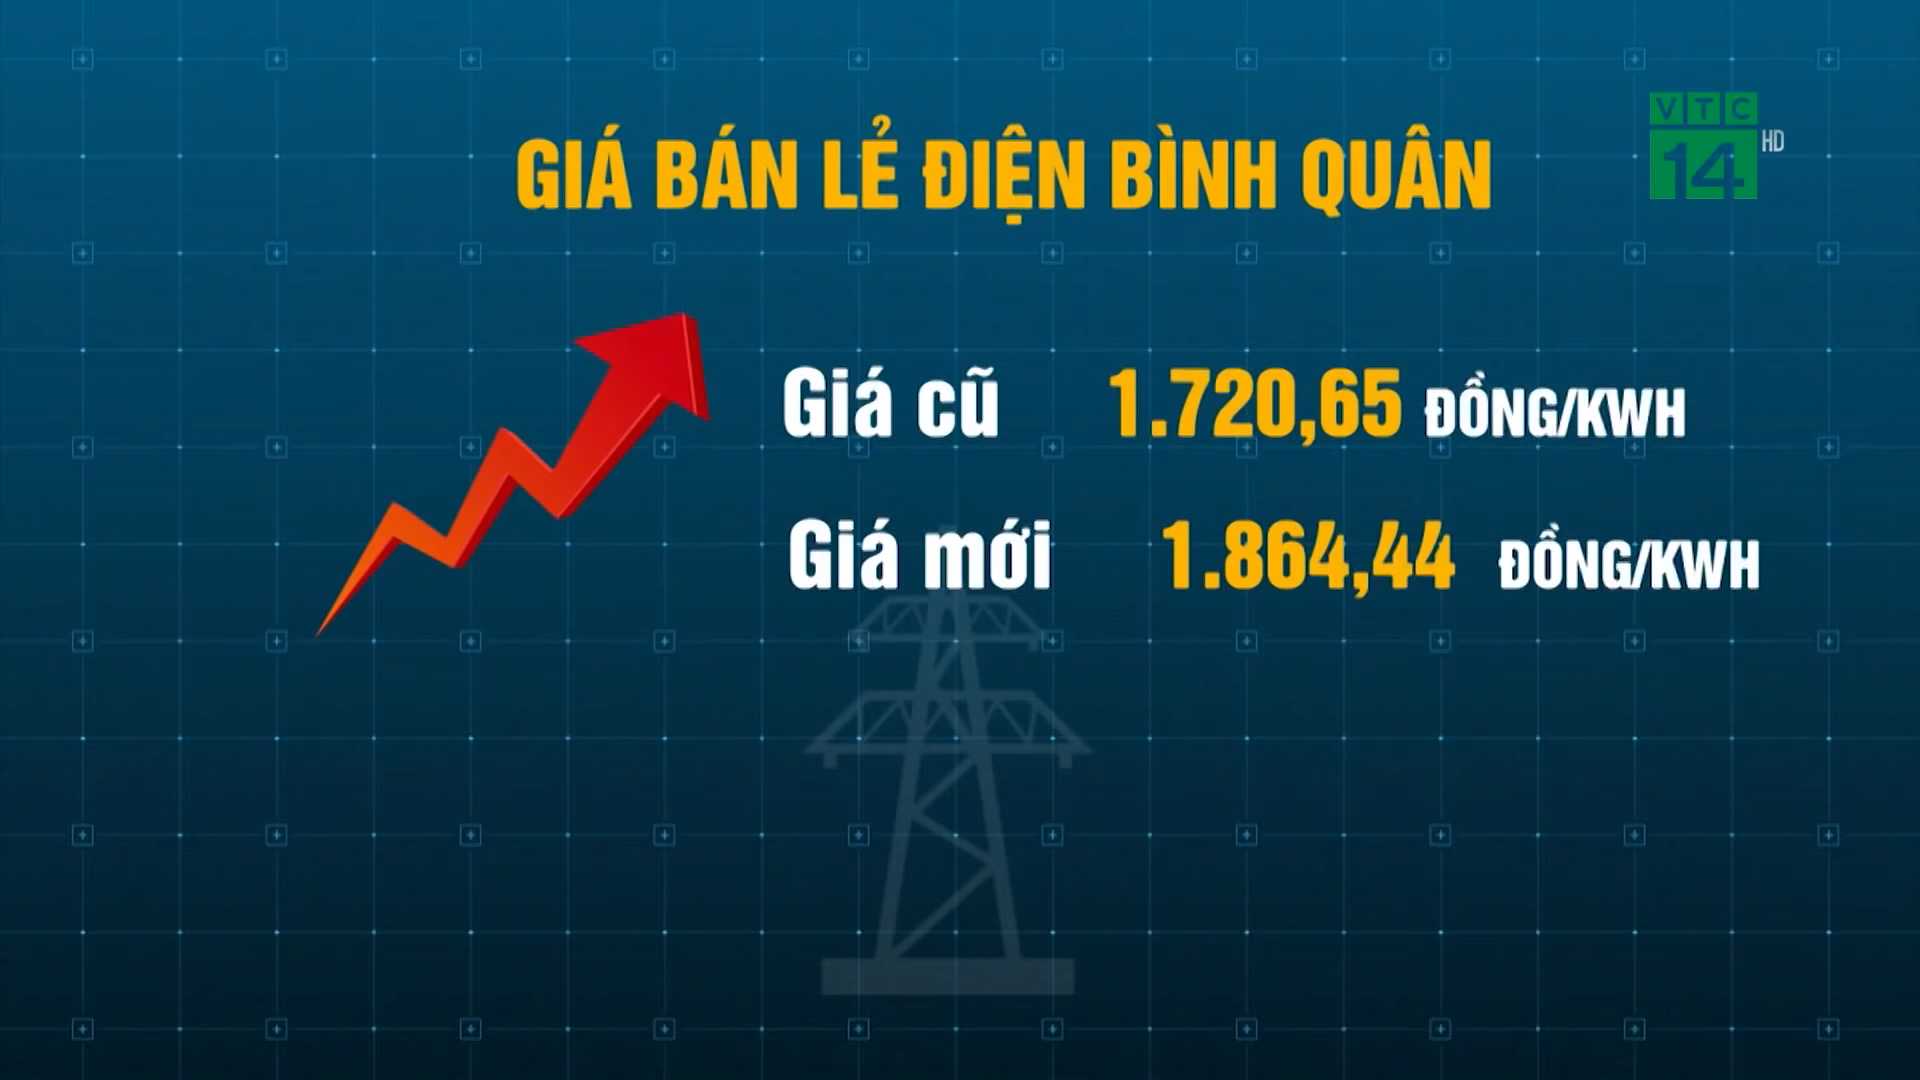 VTC
14 HD
GIÁ BÁN LẺ ĐIỆN BÌNH QUÂN
Giá cũ 1.720,65 ĐỒNG/KWH
Giá mới 1.864,44 ĐỒNG/KWH